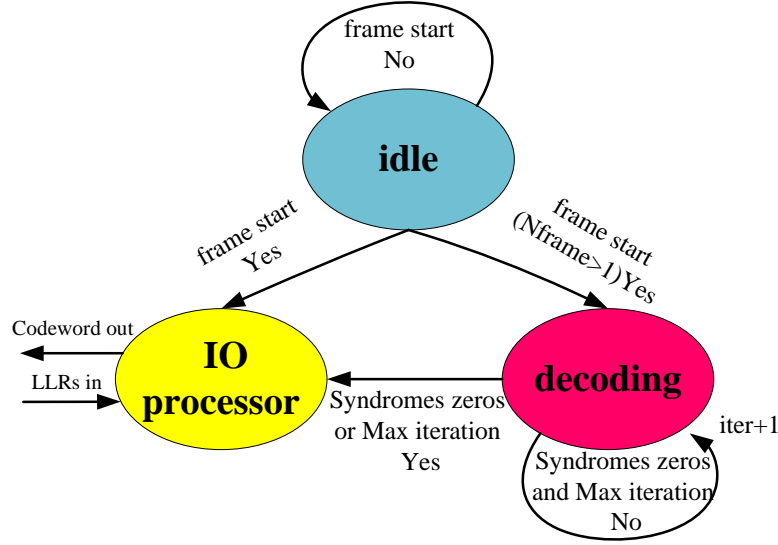 frame start
No
idle
frame start
Yes
frame start
(Nframe>1)Yes
Codeword out
LLRs in
IO
processor
decoding
Syndromes zeros
or Max iteration
Yes
iter+1
Syndromes zeros
and Max iteration
No